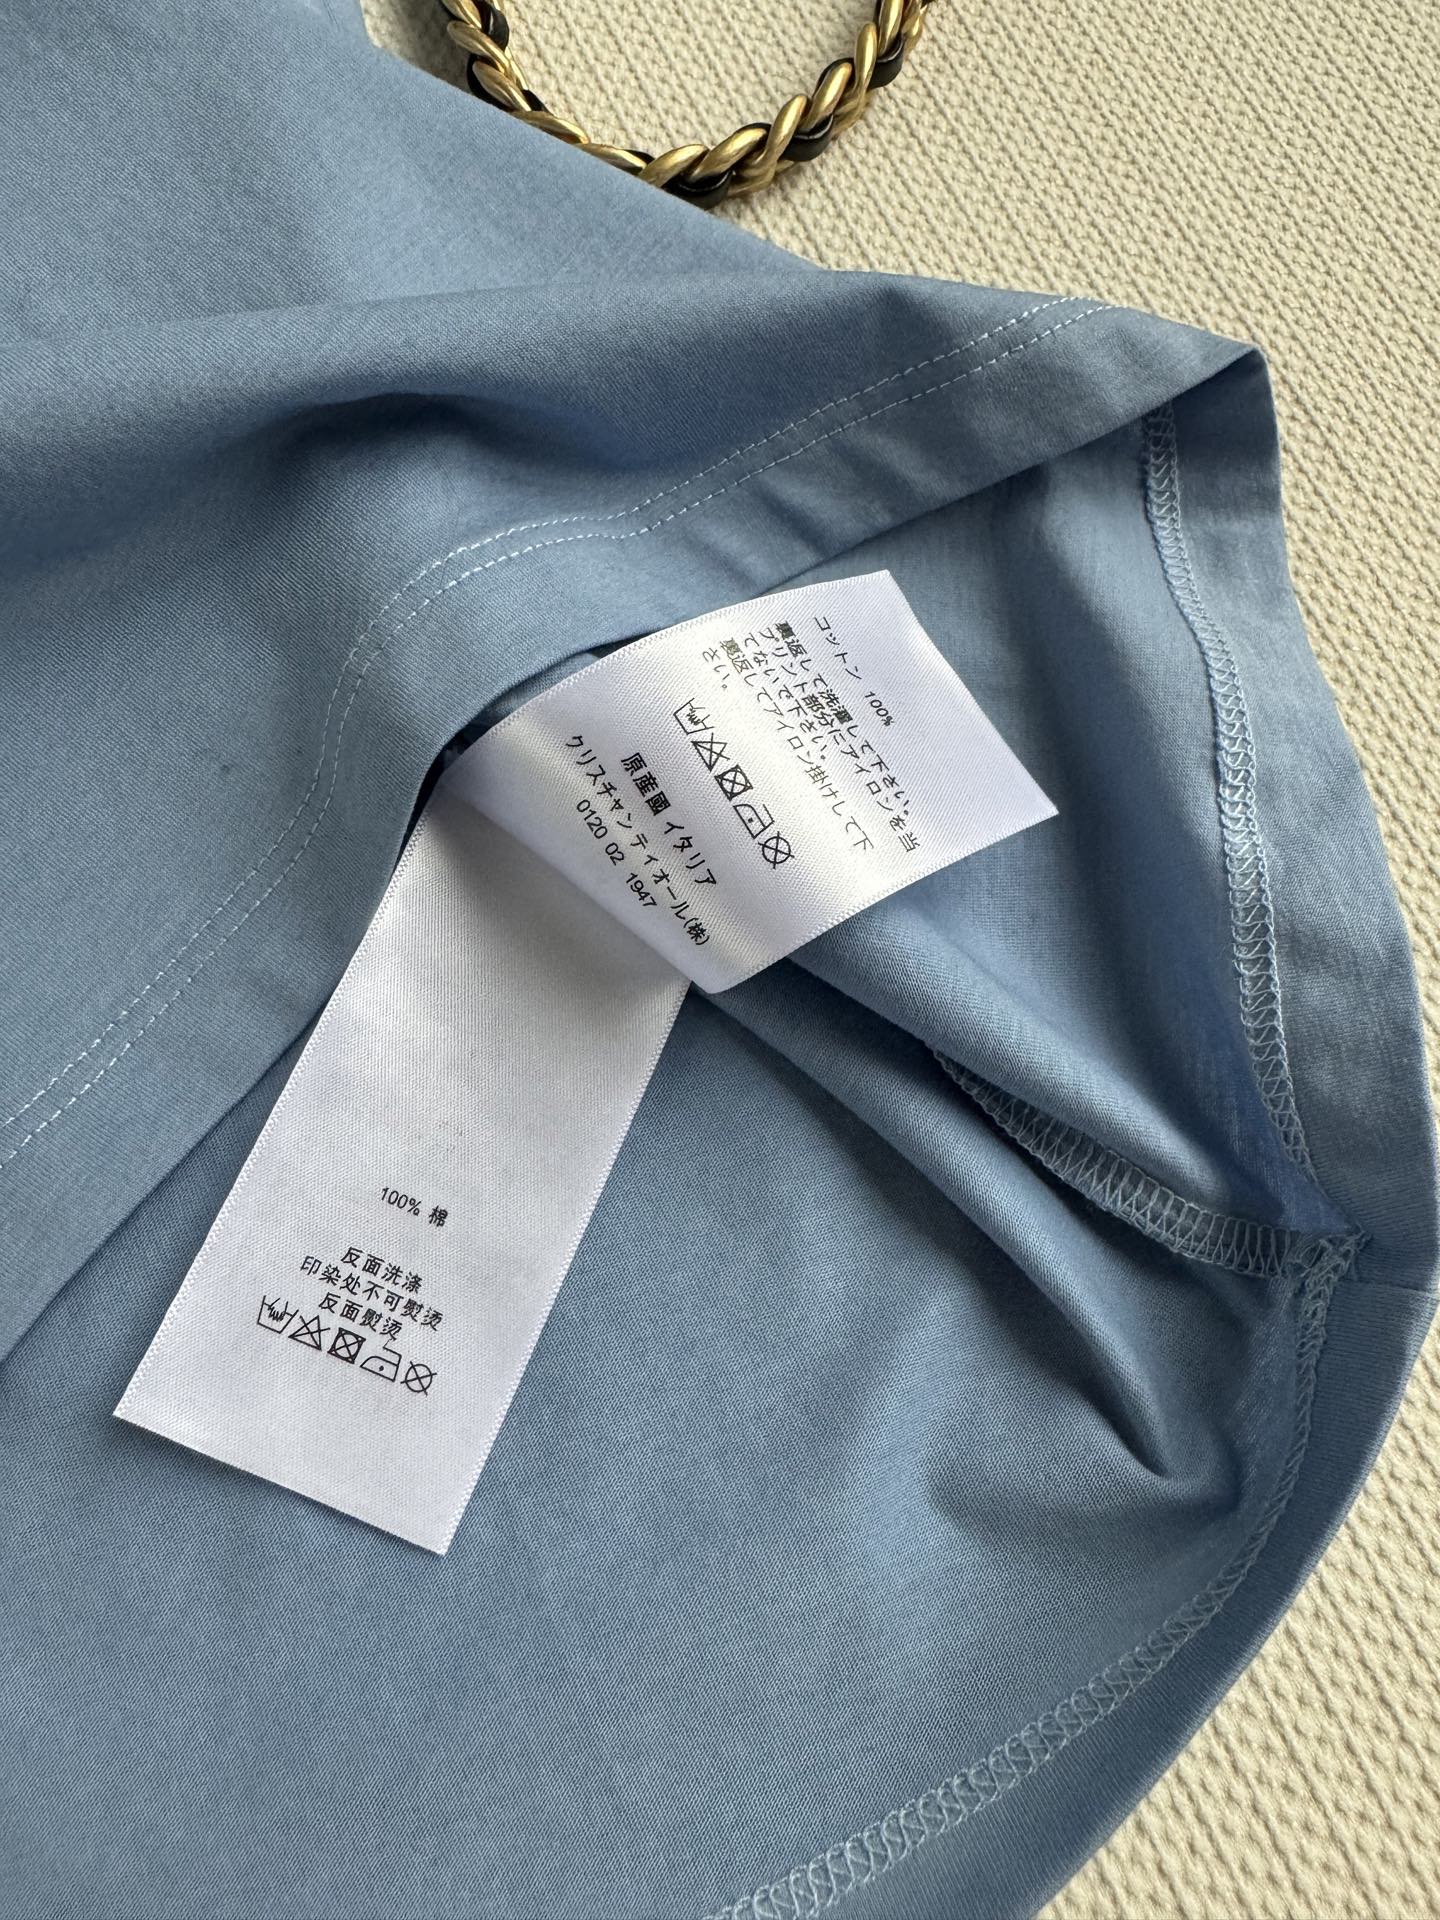 コットン 100%
裏返して洗濯して下さい。
プリント部分にアイロンを当
てないで下さい。
裏返してアイロン掛けして下
さい。
原産國 イタリア
クリスチャン ディオール(株)
0120 02 1947
100% 棉
反面洗涤
印染处不可熨烫
反面熨烫